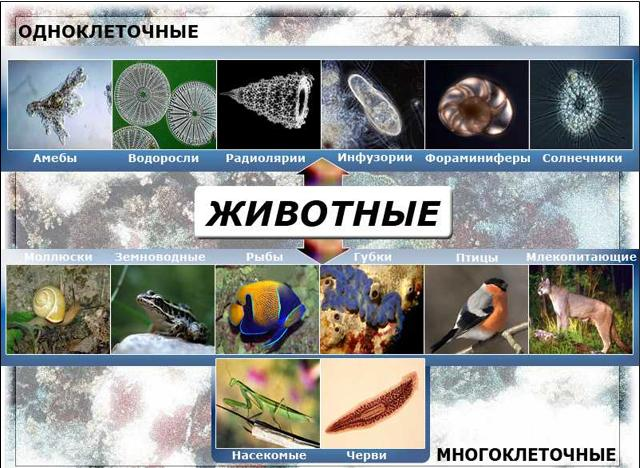 ОДНОКЛЕТОЧНЫЕ
Амебы Водоросли Радиолярии Инфузории Фораминиферы Солнечники
ЖИВОТНЫЕ
Моллюски Земноводные Рыбы Губки Птицы Млекопитающие
Насекомые Черви
МНОГОКЛЕТОЧНЫЕ